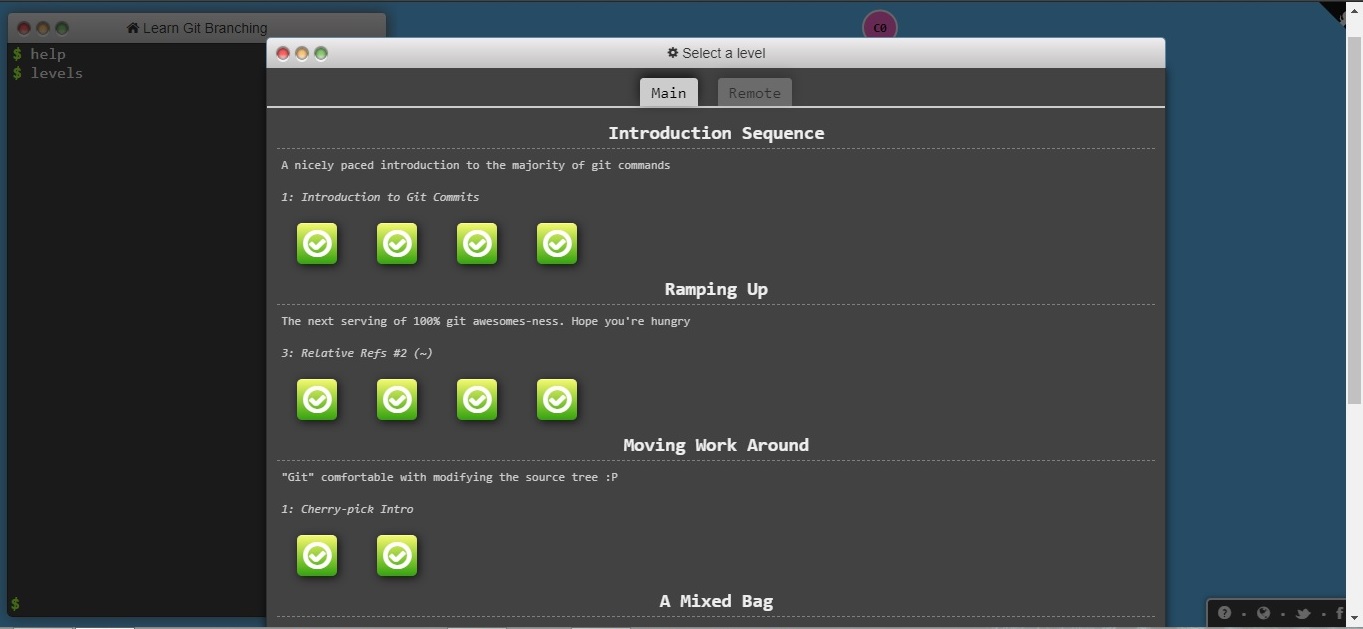 Learn Git Branching
$ help
$ levels
C0
Select a level
Main
Remote
Introduction Sequence
A nicely paced introduction to the majority of git commands
1: Introduction to Git Commits
Ramping Up
The next serving of 100% git awesomes-ness. Hope you're hungry
3: Relative Refs #2 (~)
Moving Work Around
"Git" comfortable with modifying the source tree :P
1: Cherry-pick Intro
A Mixed Bag
$